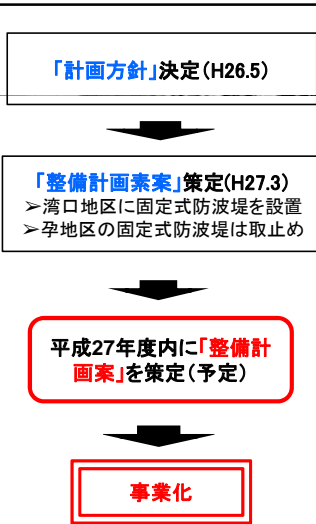 「計画方針」決定（H26.5）
「整備計画素案」策定(H27.3)
➢湾口地区に固定式防波堤を設置
➢孕地区の固定式防波堤は取止め
平成27年度内に「整備計
画案」を策定（予定）
事業化